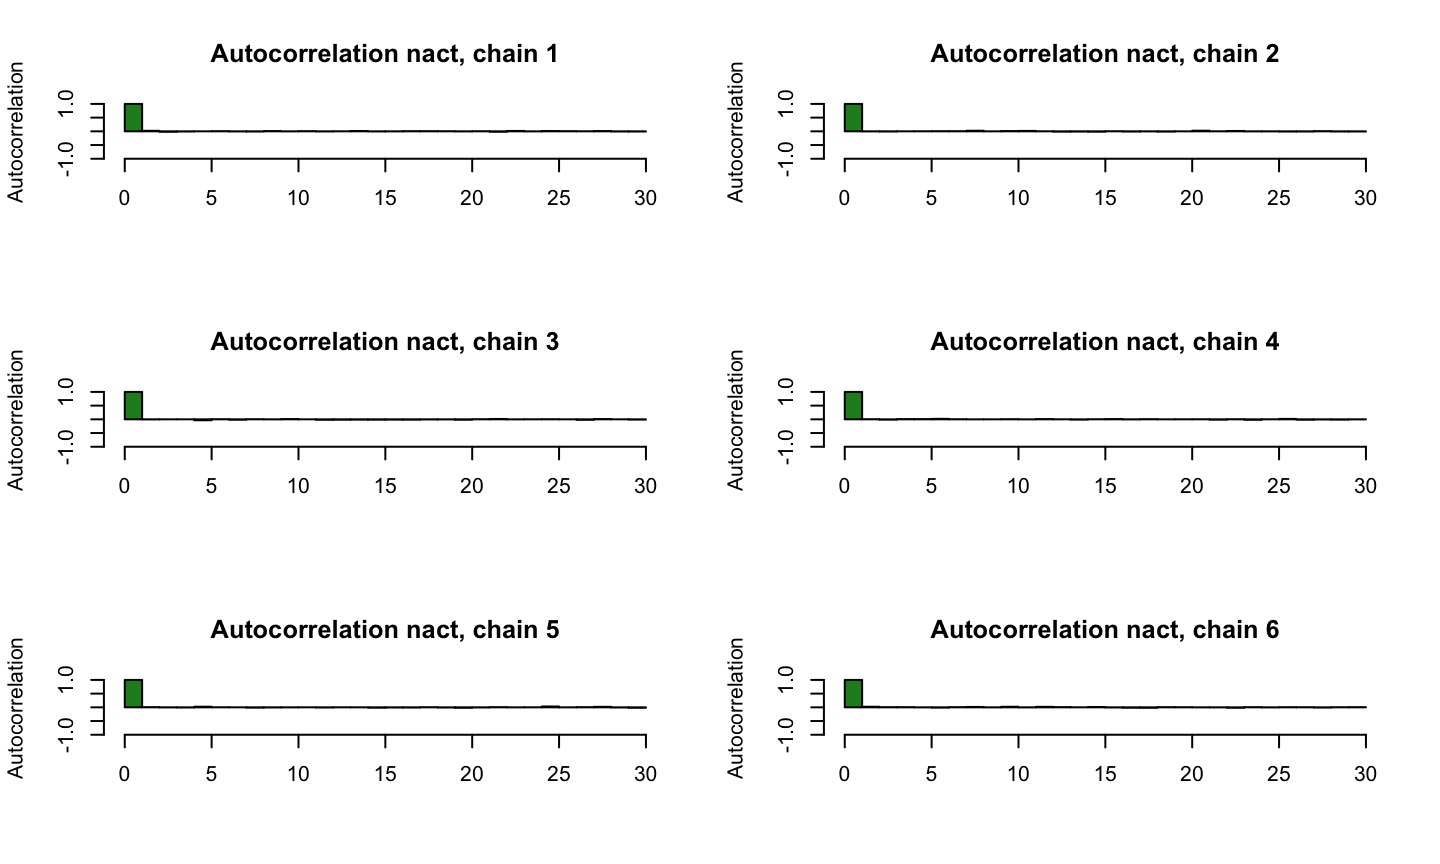 Autocorrelation nact, chain 1
Autocorrelation
1.0
-1.0
0 5 10 15 20 25 30
Autocorrelation nact, chain 2
Autocorrelation
1.0
-1.0
0 5 10 15 20 25 30
Autocorrelation nact, chain 3
Autocorrelation
1.0
-1.0
0 5 10 15 20 25 30
Autocorrelation nact, chain 4
Autocorrelation
1.0
-1.0
0 5 10 15 20 25 30
Autocorrelation nact, chain 5
Autocorrelation
1.0
-1.0
0 5 10 15 20 25 30
Autocorrelation nact, chain 6
Autocorrelation
1.0
-1.0
0 5 10 15 20 25 30